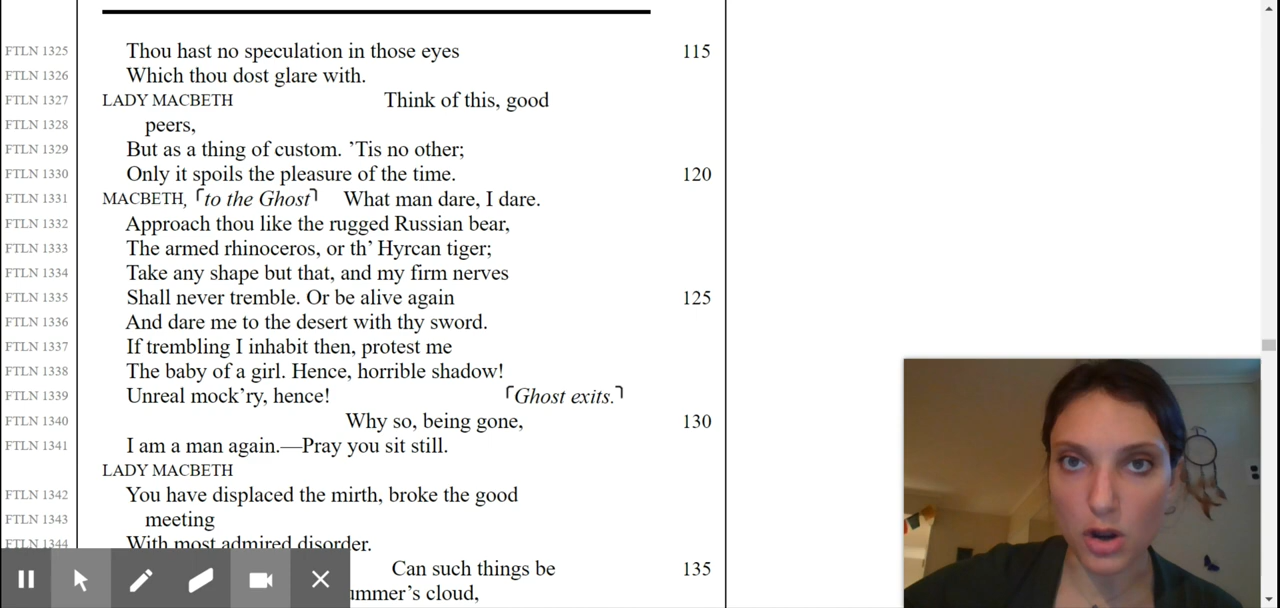 FTLN 1325 Thou hast no speculation in those eyes 115
FTLN 1326 Which thou dost glare with.
FTLN 1327 LADY MACBETH Think of this, good
FTLN 1328 peers,
FTLN 1329 But as a thing of custom. ’Tis no other;
FTLN 1330 Only it spoils the pleasure of the time. 120
FTLN 1331 MACBETH, ⌜to the Ghost⌝ What man dare, I dare.
FTLN 1332 Approach thou like the rugged Russian bear,
FTLN 1333 The armed rhinoceros, or th’ Hyrcan tiger;
FTLN 1334 Take any shape but that, and my firm nerves
FTLN 1335 Shall never tremble. Or be alive again 125
FTLN 1336 And dare me to the desert with thy sword.
FTLN 1337 If trembling I inhabit then, protest me
FTLN 1338 The baby of a girl. Hence, horrible shadow!
FTLN 1339 Unreal mock’ry, hence! ⌜Ghost exits.⌝
FTLN 1340 Why so, being gone, 130
FTLN 1341 I am a man again.—Pray you sit still.
LADY MACBETH
FTLN 1342 You have displaced the mirth, broke the good
FTLN 1343 meeting
FTLN 1344 With most admired disorder.
Can such things be 135
ummer’s cloud,